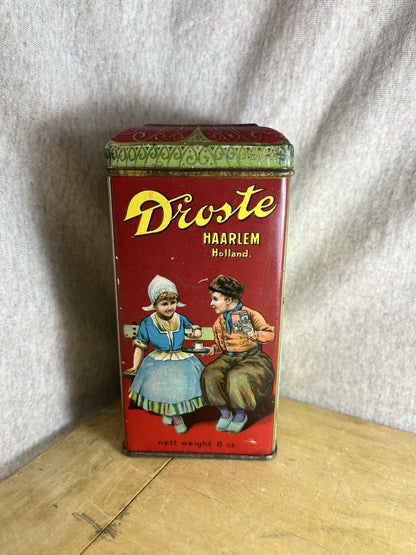 Droste
HAARLEM
Holland.
nett weight 8 oz.